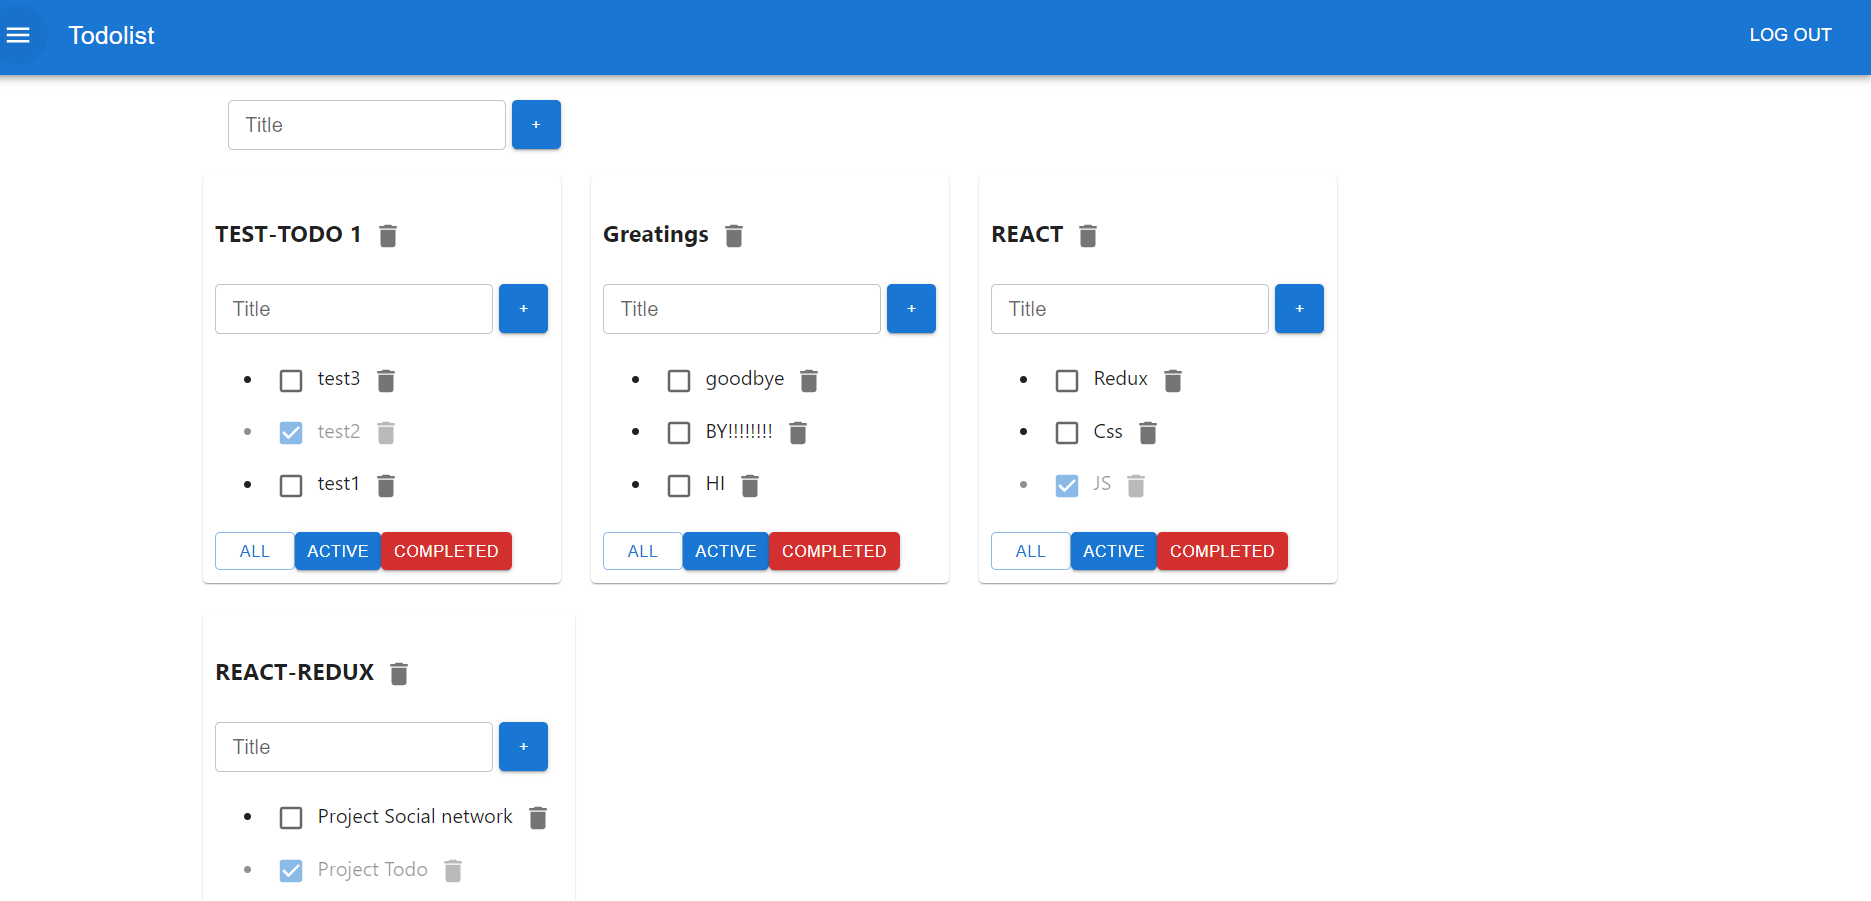 Todolist
LOG OUT
Title
+
TEST-TODO 1
Title
+
test3
test2
test1
ALL ACTIVE COMPLETED
Greatings
Title
+
goodbye
BY!!!!!!!!
HI
ALL ACTIVE COMPLETED
REACT
Title
+
Redux
Css
JS
ALL ACTIVE COMPLETED
REACT-REDUX
Title
+
Project Social network
Project Todo